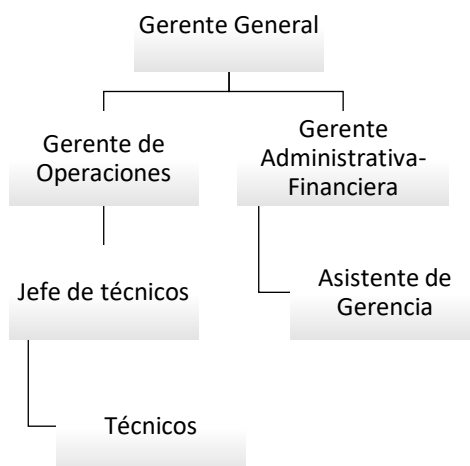 Gerente General
Gerente de
Operaciones
Gerente
Administrativa-
Financiera
Jefe de técnicos
Asistente de
Gerencia
Técnicos